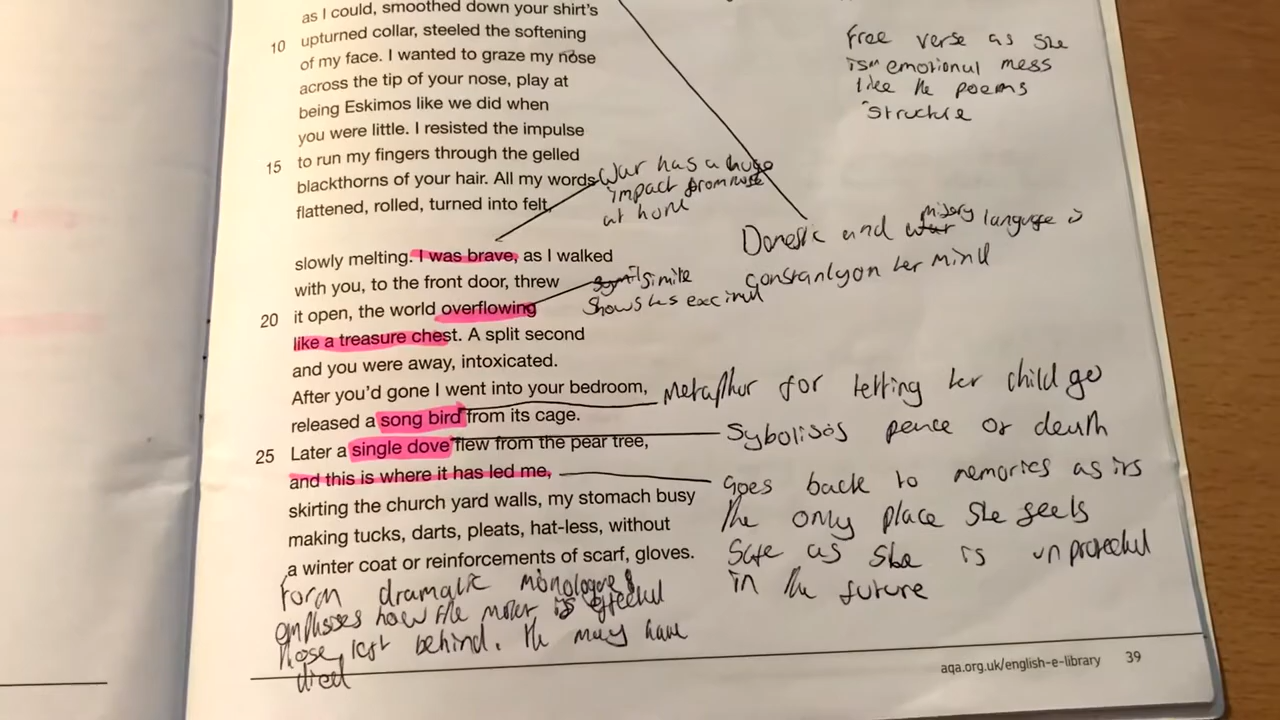 as I could, smoothed down your shirt's
10 upturned collar, steeled the softening
of my face. I wanted to graze my nose
across the tip of your nose, play at
being Eskimos like we did when
you were little. I resisted the impulse
15 to run my fingers through the gelled
blackthorns of your hair. All my words
flattened, rolled, turned into felt,
slowly melting. I was brave, as I walked
with you, to the front door, threw
20 it open, the world overflowing
like a treasure chest. A split second
and you were away, intoxicated.
After you'd gone I went into your bedroom,
released a song bird from its cage.
25 Later a single dove flew from the pear tree,
and this is where it has led me,
skirting the church yard walls, my stomach busy
making tucks, darts, pleats, hat-less, without
a winter coat or reinforcements of scarf, gloves.
Free verse as she
emotional mess
like the poems
structure
War has a huge
impact
at home
Domestic and language
constantly on her mind
simile
Shows
Metaphor for letting her child go
Sybolises peace or death
Goes back to memories as its
the only place she feels
safe as she is unprotected
in the future
form dramatic monologue
how the
those left behind. He may have
died
aqa.org.uk/english-e-library 39